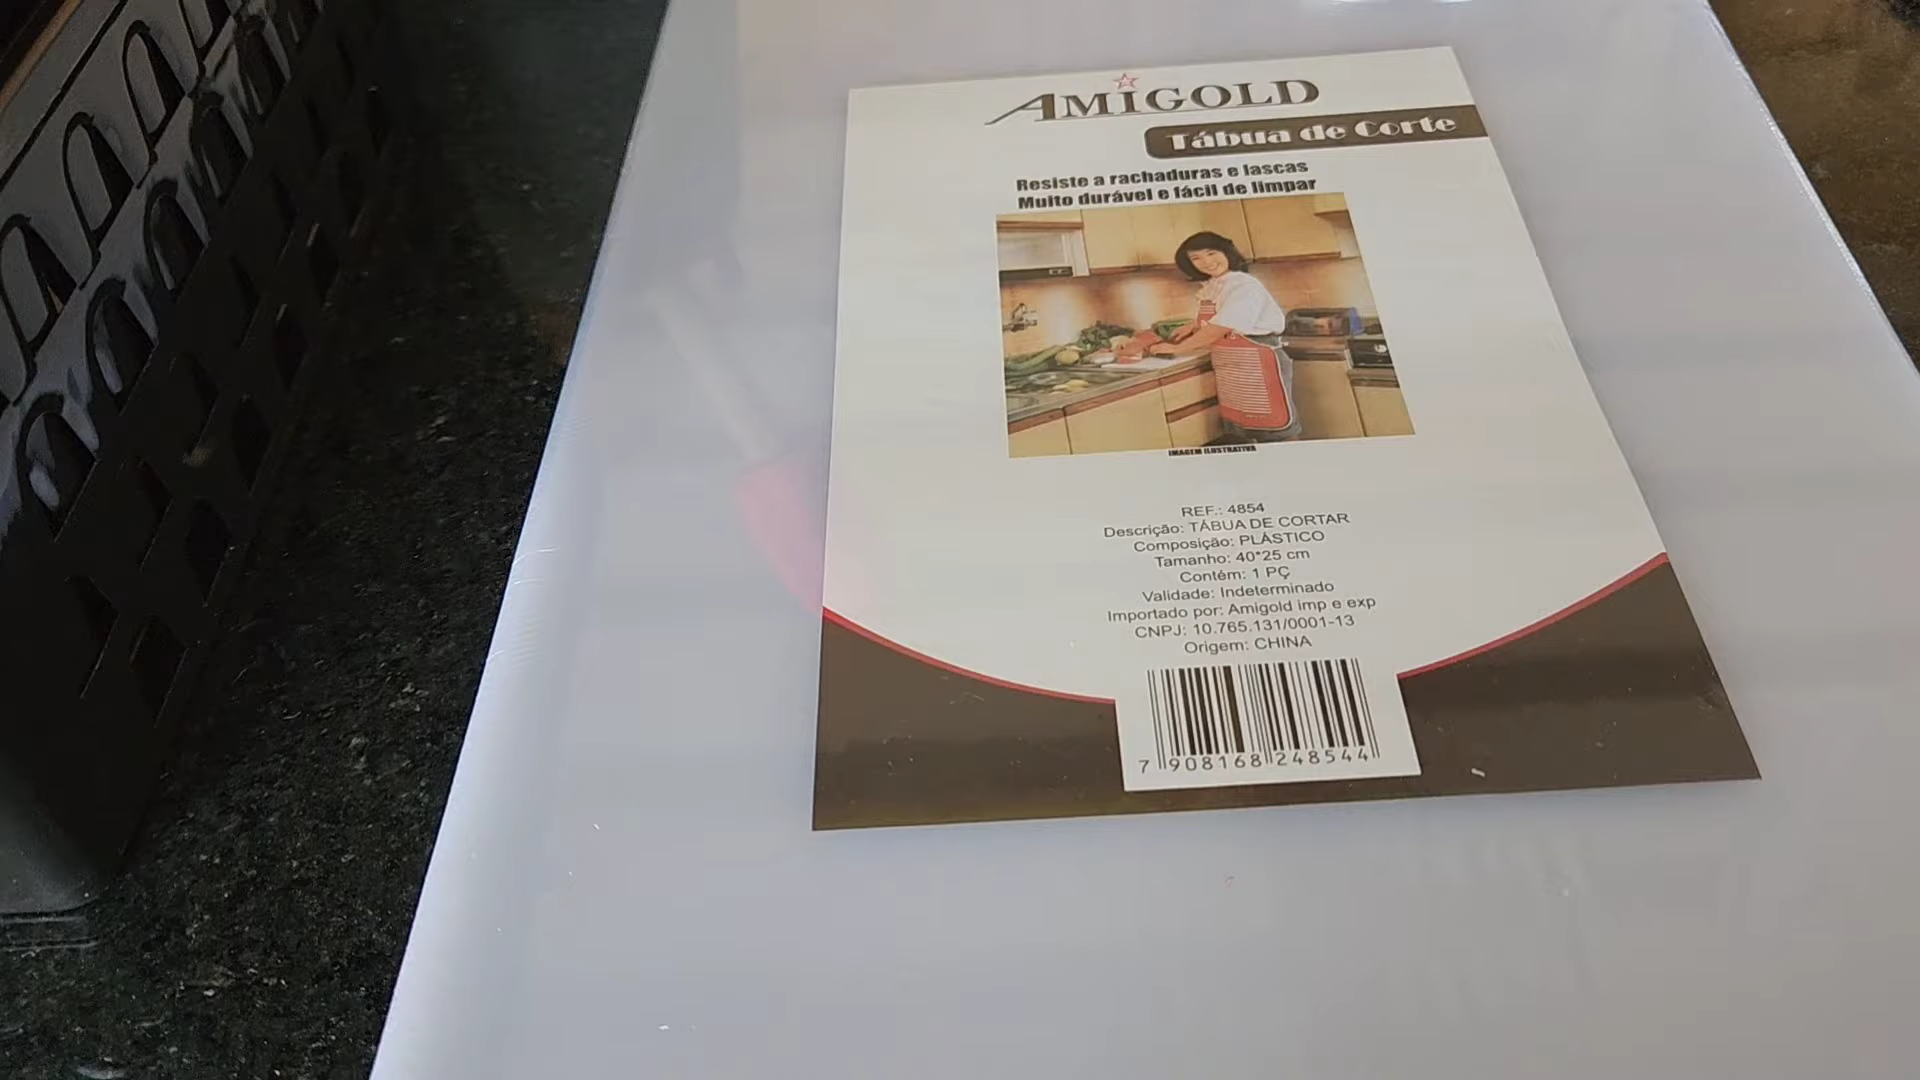 AMIGOLD
Tábua de Corte
Resiste a rachaduras e lascas
Muito durável e fácil de limpar
IMAGEM ILUSTRATIVA
REF.: 4854
Descrição: TÁBUA DE CORTAR
Composição: PLÁSTICO
Tamanho: 40*25 cm
Contém: 1 PÇ
Validade: Indeterminado
Importado por: Amigold imp e exp
CNPJ: 10.765.131/0001-13
Origem: CHINA
7 908168 248544